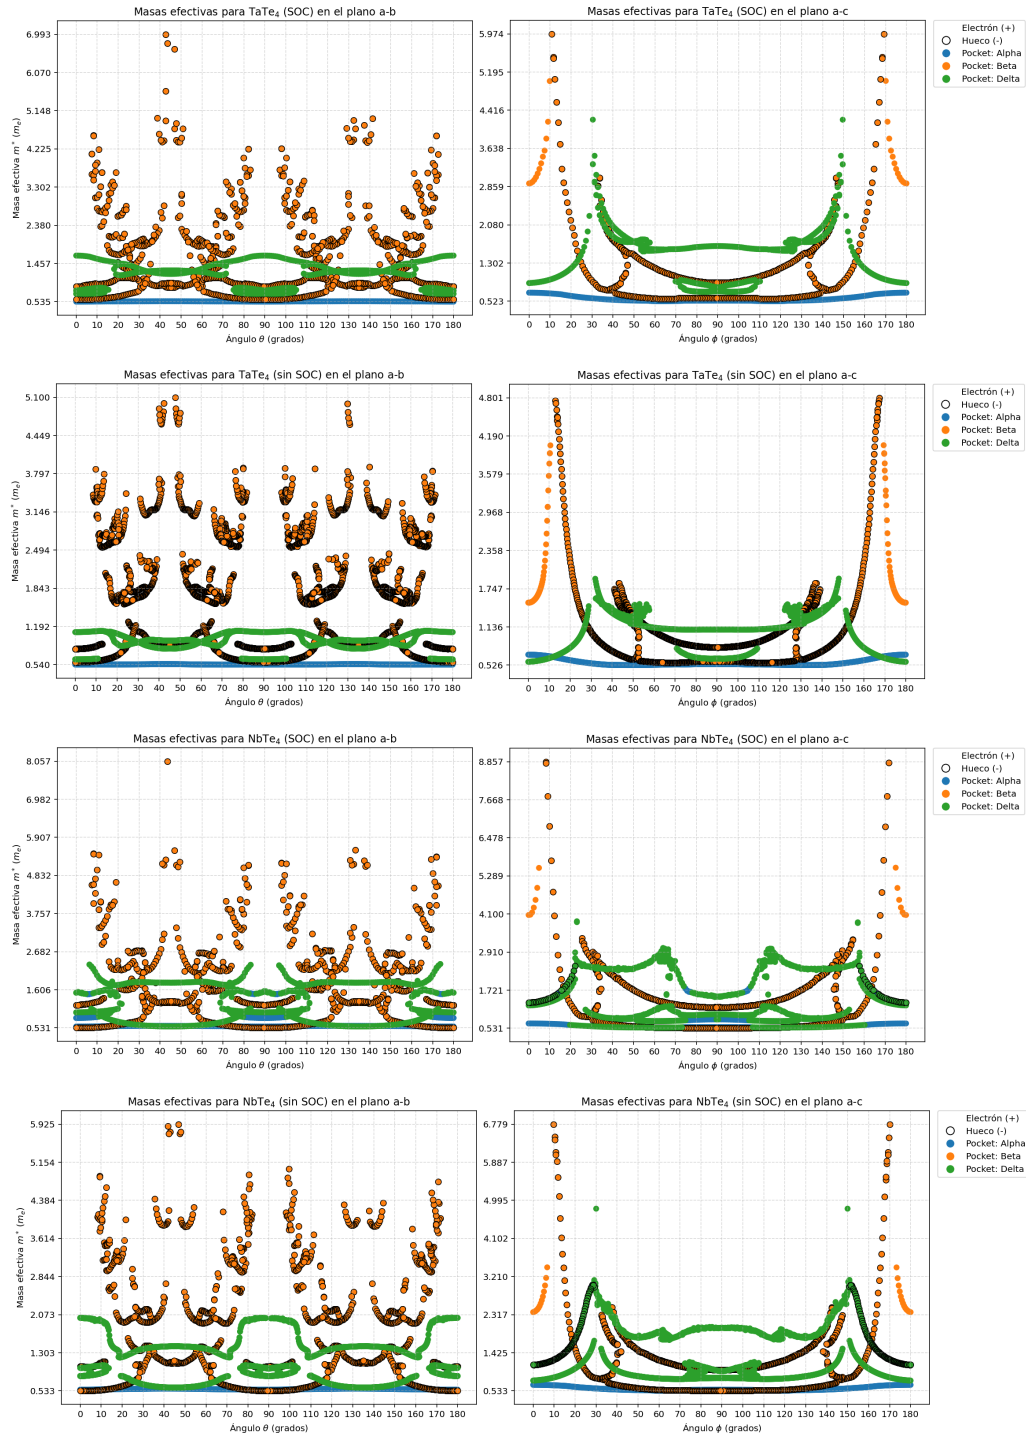 Masas efectivas para TaTe₄ (SOC) en el plano a-b
Masa efectiva m* (mₑ)
6.993
6.070
5.148
4.225
3.302
2.380
1.457
0.535
0 10 20 30 40 50 60 70 80 90 100 110 120 130 140 150 160 170 180
Ángulo θ (grados)
Masas efectivas para TaTe₄ (SOC) en el plano a-c
5.974
5.195
4.416
3.638
2.859
2.080
1.302
0.523
0 10 20 30 40 50 60 70 80 90 100 110 120 130 140 150 160 170 180
Ángulo ϕ (grados)
Electrón (+)
Hueco (-)
Pocket: Alpha
Pocket: Beta
Pocket: Delta
Masas efectivas para TaTe₄ (sin SOC) en el plano a-b
Masa efectiva m* (mₑ)
5.100
4.449
3.797
3.146
2.494
1.843
1.192
0.540
0 10 20 30 40 50 60 70 80 90 100 110 120 130 140 150 160 170 180
Ángulo θ (grados)
Masas efectivas para TaTe₄ (sin SOC) en el plano a-c
4.801
4.190
3.579
2.968
2.358
1.747
1.136
0.526
0 10 20 30 40 50 60 70 80 90 100 110 120 130 140 150 160 170 180
Ángulo ϕ (grados)
Electrón (+)
Hueco (-)
Pocket: Alpha
Pocket: Beta
Pocket: Delta
Masas efectivas para NbTe₄ (SOC) en el plano a-b
Masa efectiva m* (mₑ)
8.057
6.982
5.907
4.832
3.757
2.682
1.606
0.531
0 10 20 30 40 50 60 70 80 90 100 110 120 130 140 150 160 170 180
Ángulo θ (grados)
Masas efectivas para NbTe₄ (SOC) en el plano a-c
8.857
7.668
6.478
5.289
4.100
2.910
1.721
0.531
0 10 20 30 40 50 60 70 80 90 100 110 120 130 140 150 160 170 180
Ángulo ϕ (grados)
Electrón (+)
Hueco (-)
Pocket: Alpha
Pocket: Beta
Pocket: Delta
Masas efectivas para NbTe₄ (sin SOC) en el plano a-b
Masa efectiva m* (mₑ)
5.925
5.154
4.384
3.614
2.844
2.073
1.303
0.533
0 10 20 30 40 50 60 70 80 90 100 110 120 130 140 150 160 170 180
Ángulo θ (grados)
Masas efectivas para NbTe₄ (sin SOC) en el plano a-c
6.779
5.887
4.995
4.102
3.210
2.317
1.425
0.533
0 10 20 30 40 50 60 70 80 90 100 110 120 130 140 150 160 170 180
Ángulo ϕ (grados)
Electrón (+)
Hueco (-)
Pocket: Alpha
Pocket: Beta
Pocket: Delta